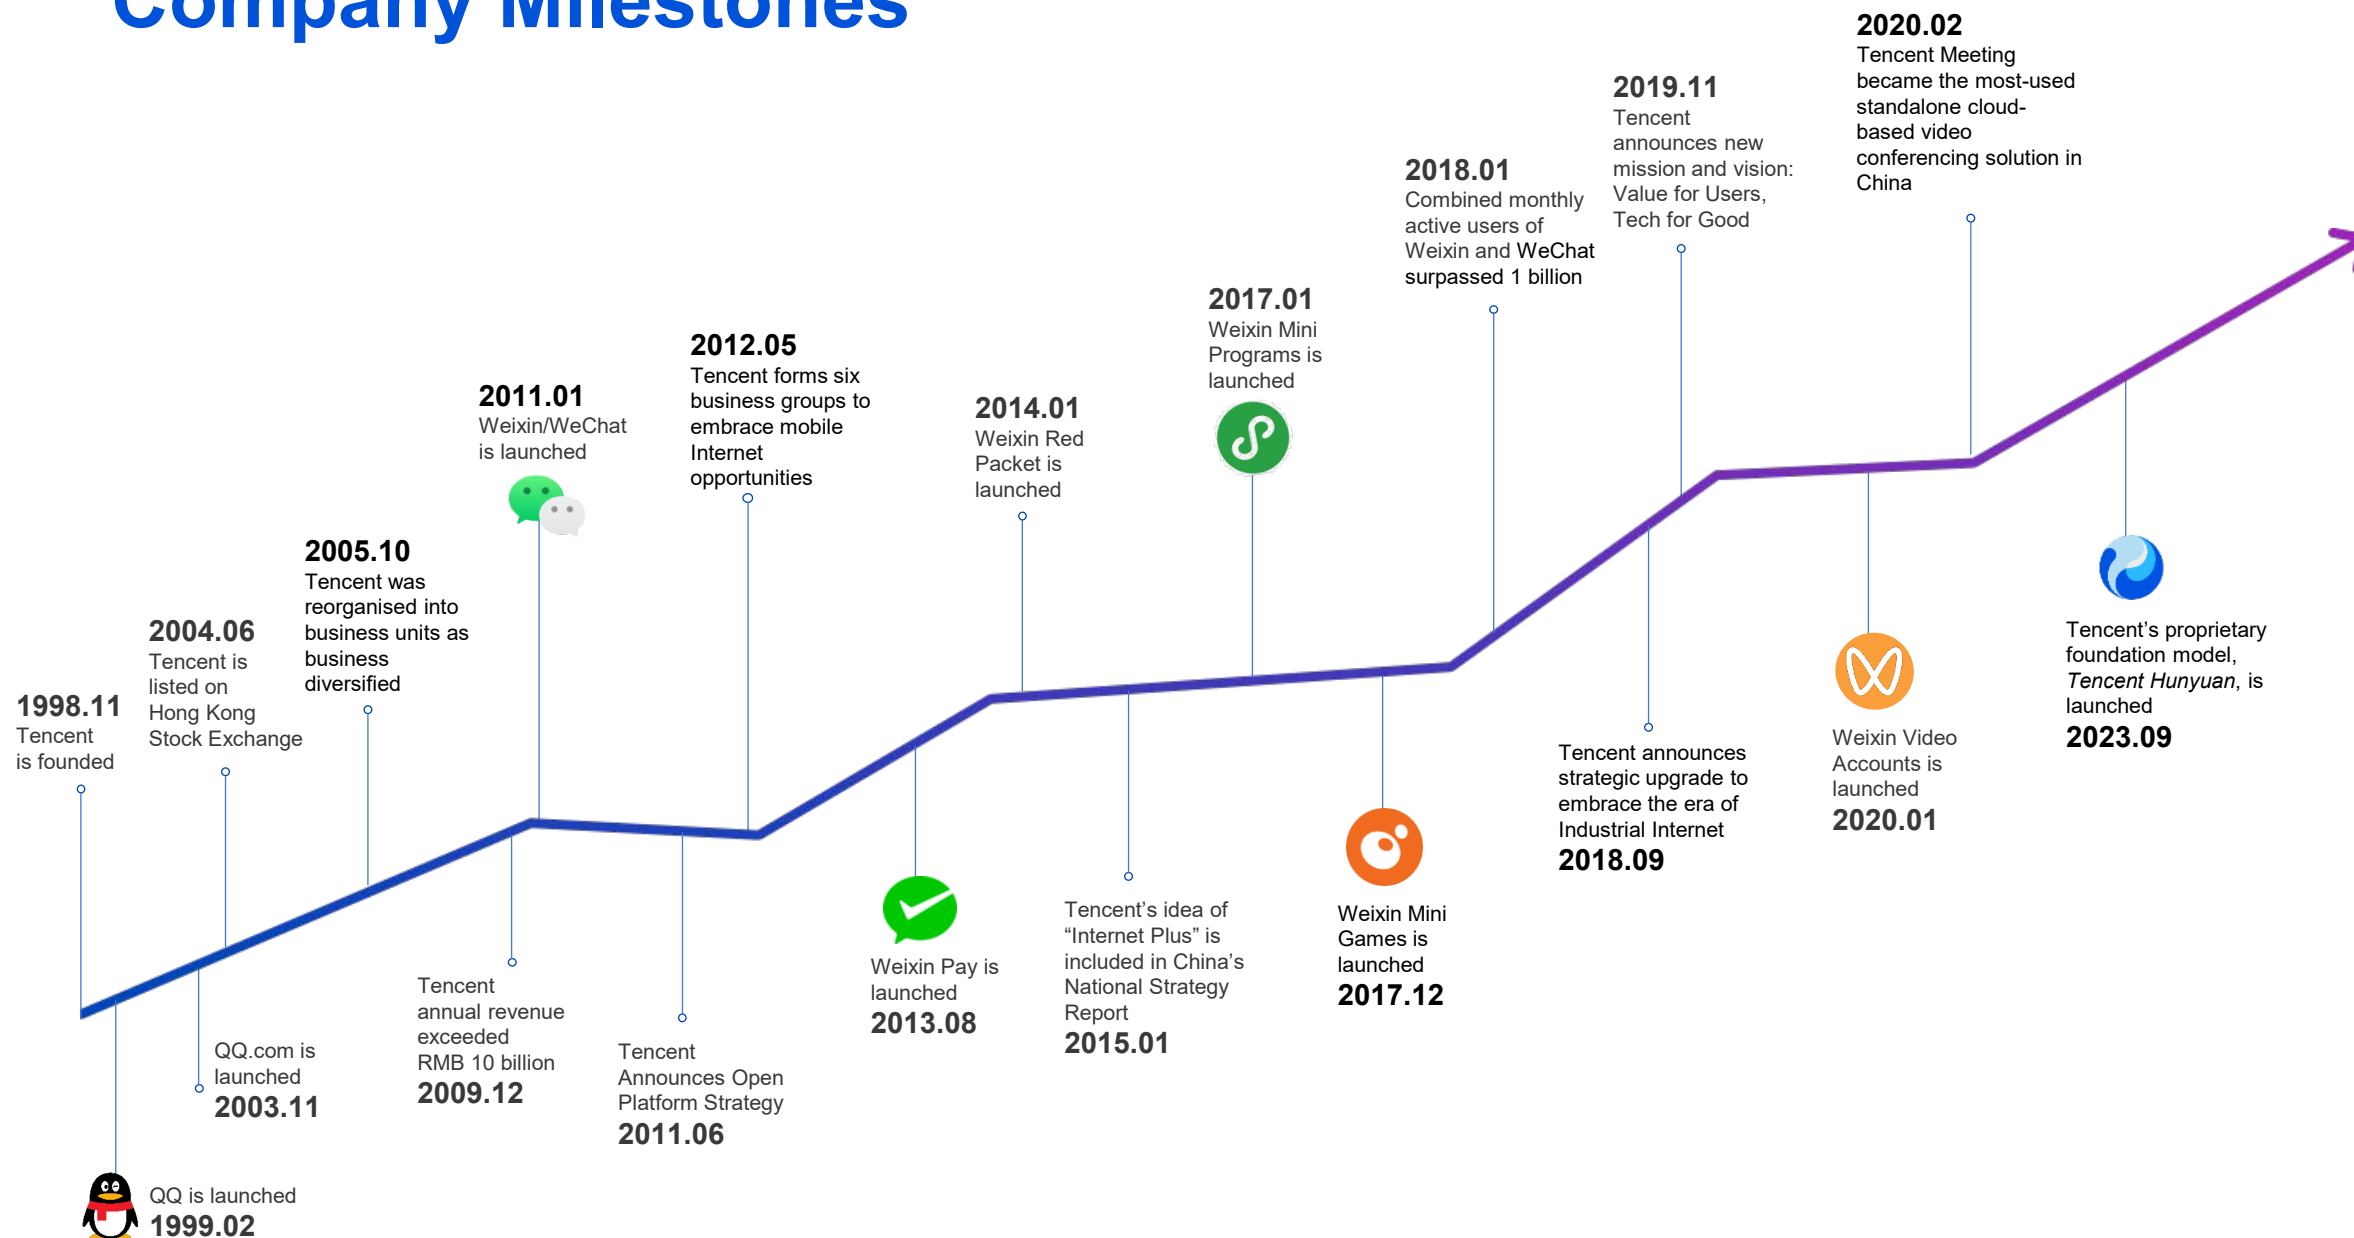 Company Milestones
1998.11
Tencent
is founded
QQ is launched
1999.02
QQ.com is
launched
2003.11
2004.06
Tencent is
listed on
Hong Kong
Stock Exchange
2005.10
Tencent was
reorganised into
business units as
business
diversified
Tencent
annual revenue
exceeded
RMB 10 billion
2009.12
2011.01
Weixin/WeChat
is launched
Tencent
Announces Open
Platform Strategy
2011.06
2012.05
Tencent forms six
business groups to
embrace mobile
Internet
opportunities
Weixin Pay is
launched
2013.08
2014.01
Weixin Red
Packet is
launched
Tencent’s idea of
“Internet Plus” is
included in China’s
National Strategy
Report
2015.01
2017.01
Weixin Mini
Programs is
launched
Weixin Mini
Games is
launched
2017.12
2018.01
Combined monthly
active users of
Weixin and WeChat
surpassed 1 billion
Tencent announces
strategic upgrade to
embrace the era of
Industrial Internet
2018.09
2019.11
Tencent
announces new
mission and vision:
Value for Users,
Tech for Good
Weixin Video
Accounts is
launched
2020.01
2020.02
Tencent Meeting
became the most-used
standalone cloud-
based video
conferencing solution in
China
Tencent’s proprietary
foundation model,
Tencent Hunyuan, is
launched
2023.09